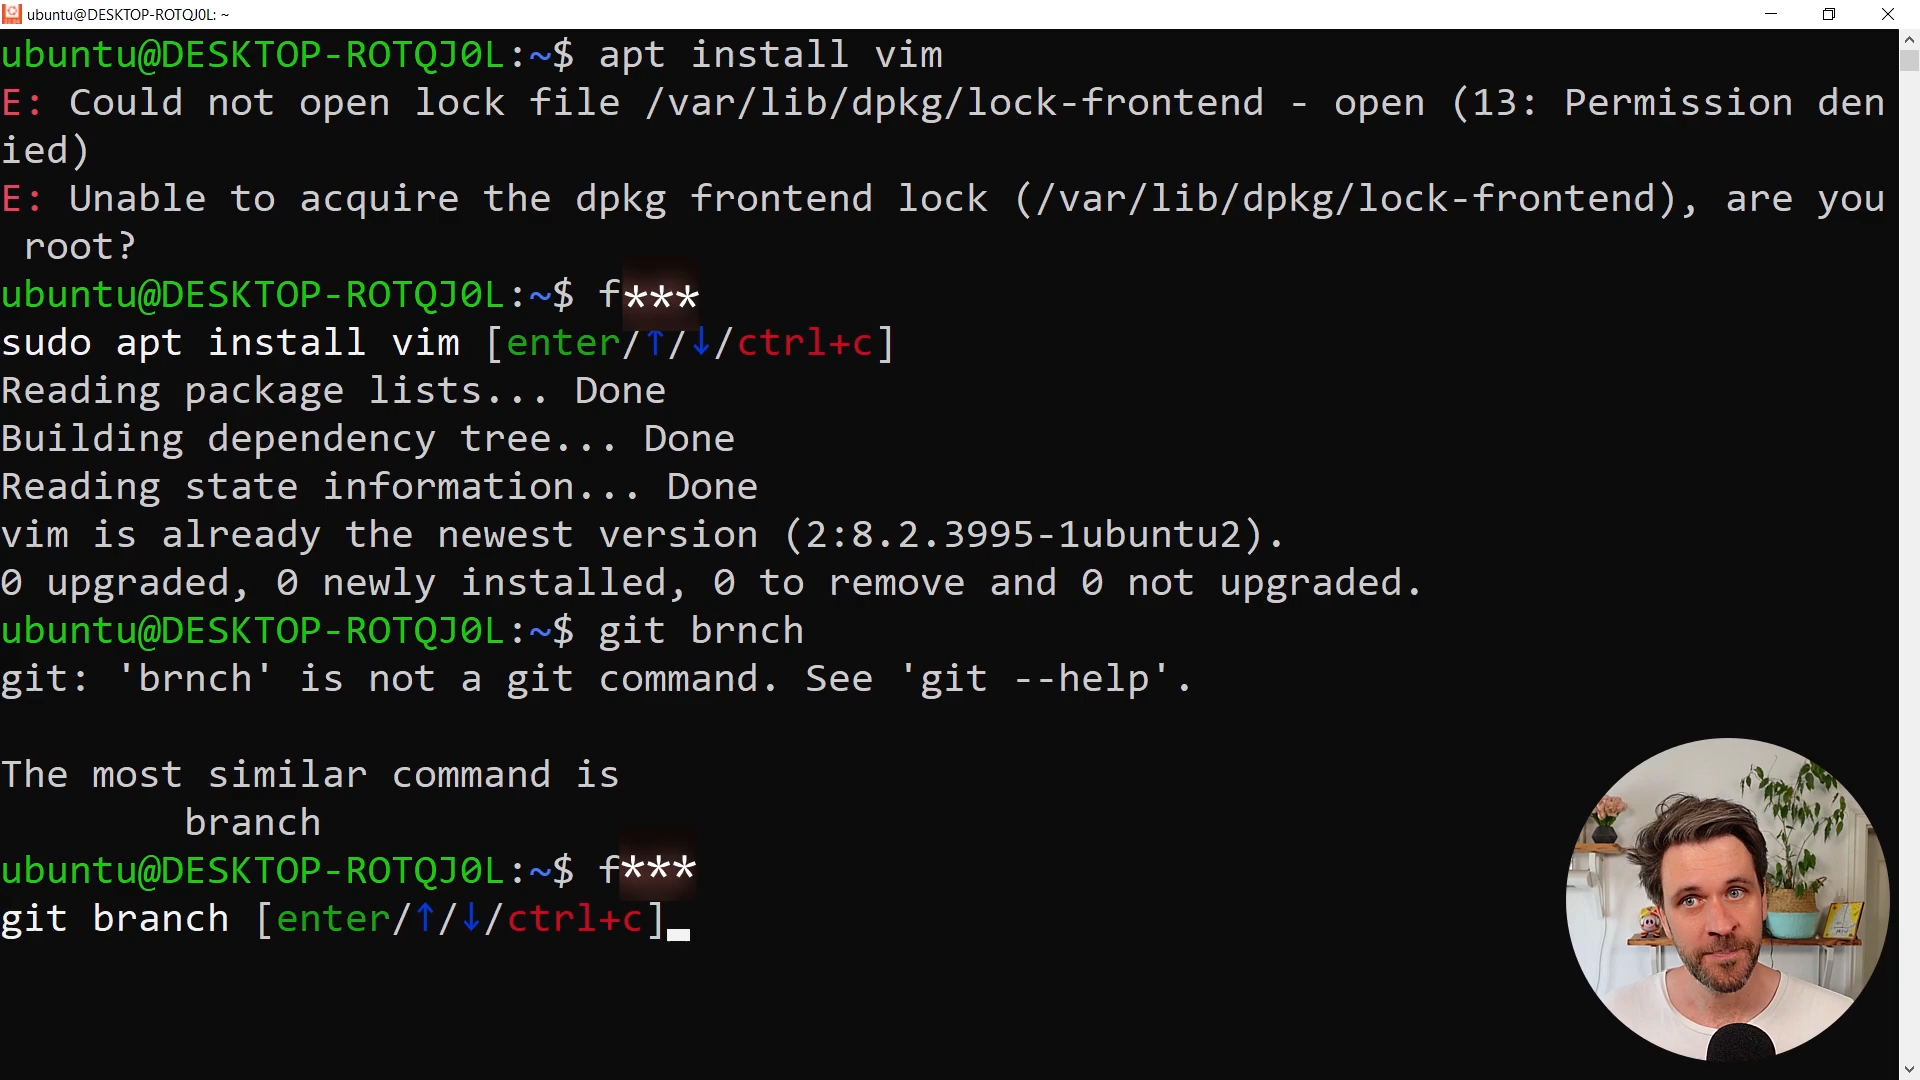 ubuntu@DESKTOP-ROTQJ0L: ~
ubuntu@DESKTOP-ROTQJ0L:~$ apt install vim
E: Could not open lock file /var/lib/dpkg/lock-frontend - open (13: Permission den
ied)
E: Unable to acquire the dpkg frontend lock (/var/lib/dpkg/lock-frontend), are you
 root?
ubuntu@DESKTOP-ROTQJ0L:~$ f***
sudo apt install vim [enter/↑/↓/ctrl+c]
Reading package lists... Done
Building dependency tree... Done
Reading state information... Done
vim is already the newest version (2:8.2.3995-1ubuntu2).
0 upgraded, 0 newly installed, 0 to remove and 0 not upgraded.
ubuntu@DESKTOP-ROTQJ0L:~$ git brnch
git: 'brnch' is not a git command. See 'git --help'.
The most similar command is
        branch
ubuntu@DESKTOP-ROTQJ0L:~$ f***
git branch [enter/↑/↓/ctrl+c]